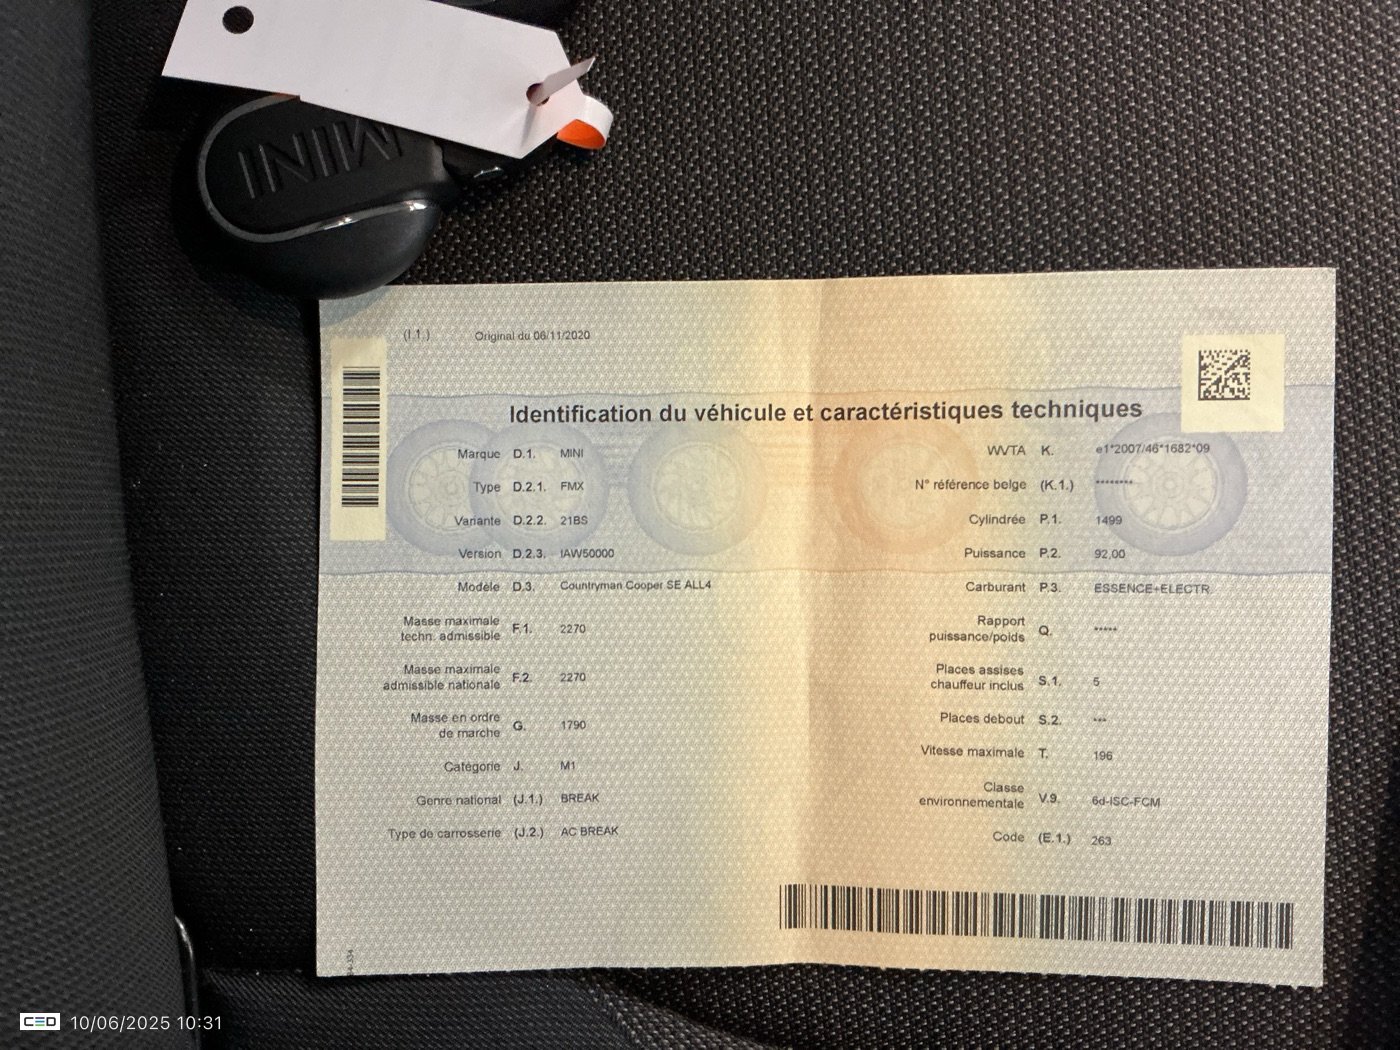 MINI
(I.1.) Original du 06/11/2020
Identification du véhicule et caractéristiques techniques
Marque D.1. MINI
Type D.2.1. FMX
Variante D.2.2. 21BS
Version D.2.3. IAW50000
Modèle D.3. Countryman Cooper SE ALL4
Masse maximale
techn. admissible F.1. 2270
Masse maximale
admissible nationale F.2. 2270
Masse en ordre
de marche G. 1790
Catégorie J. M1
Genre national (J.1.) BREAK
Type de carrosserie (J.2.) AC BREAK
WVTA K. e1*2007/46*1682*09
N° référence belge (K.1.) ********
Cylindrée P.1. 1499
Puissance P.2. 92,00
Carburant P.3. ESSENCE+ELECTR
Rapport
puissance/poids Q. *****
Places assises
chauffeur inclus S.1. 5
Places debout S.2. ***
Vitesse maximale T. 196
Classe
environnementale V.9. 6d-ISC-FCM
Code (E.1.) 263
CED 10/06/2025 10:31